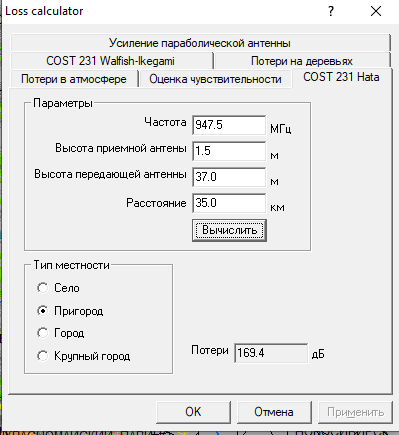 Loss calculator
Усиление параболической антенны
COST 231 Walfish-Ikegami
Потери на деревьях
Потери в атмосфере
Оценка чувствительности
COST 231 Hata
Параметры
Частота 947.5 МГц
Высота приемной антены 1.5 м
Высота передающей антенны 37.0 м
Расстояние 35.0 км
Вычислить
Тип местности
Село
Пригород
Город
Крупный город
Потери 169.4 дБ
OK
Отмена
Применить